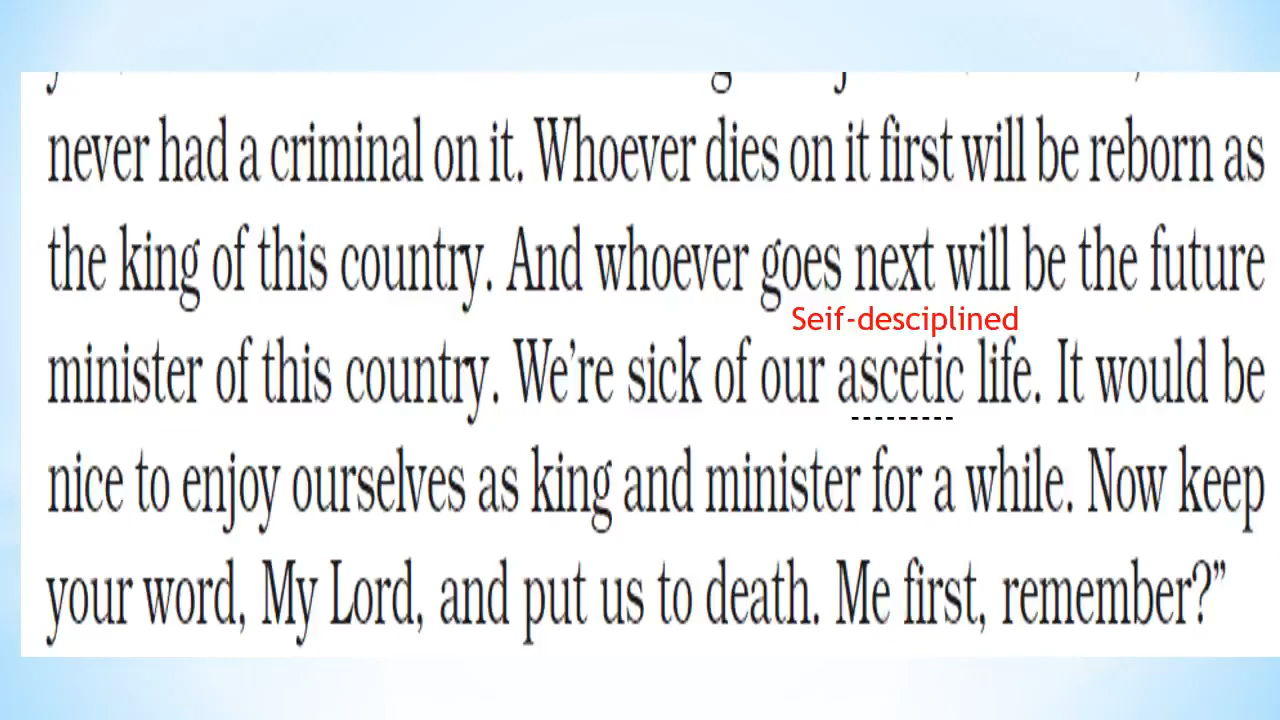 never had a criminal on it. Whoever dies on it first will be reborn as
the king of this country. And whoever goes next will be the future
Seif-desciplined
minister of this country. We're sick of our ascetic life. It would be
nice to enjoy ourselves as king and minister for a while. Now keep
your word, My Lord, and put us to death. Me first, remember?”